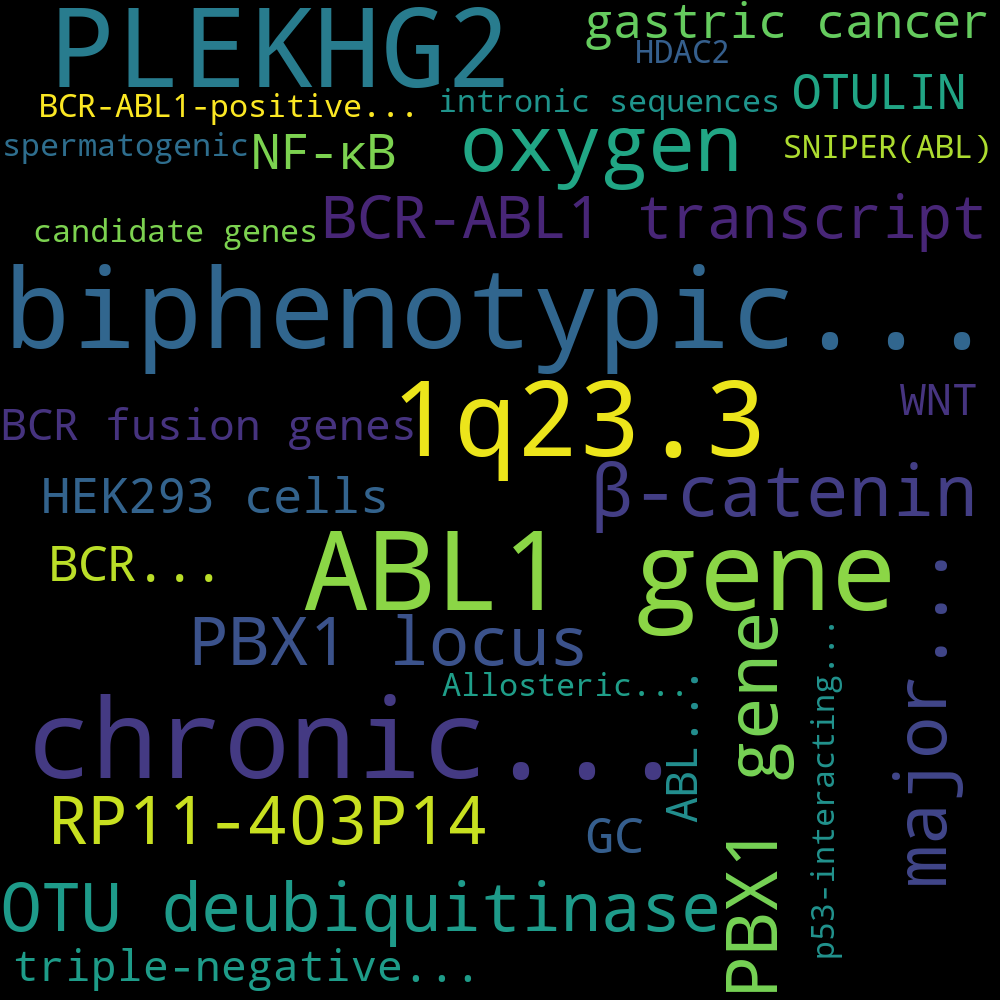 PLEKHG2
gastric cancer
HDAC2
BCR-ABL1-positive...
intronic sequences
OTULIN
spermatogenic
NF-κB
oxygen
SNIPER(ABL)
candidate genes
BCR-ABL1 transcript
biphenotypic...
BCR fusion genes
1q23.3
WNT
HEK293 cells
β-catenin
BCR...
ABL1 gene
PBX1 locus
Allosteric...
chronic...
ABL...
PBX1 gene
p53-interacting...
major...
RP11-403P14
GC
OTU deubiquitinase
triple-negative...